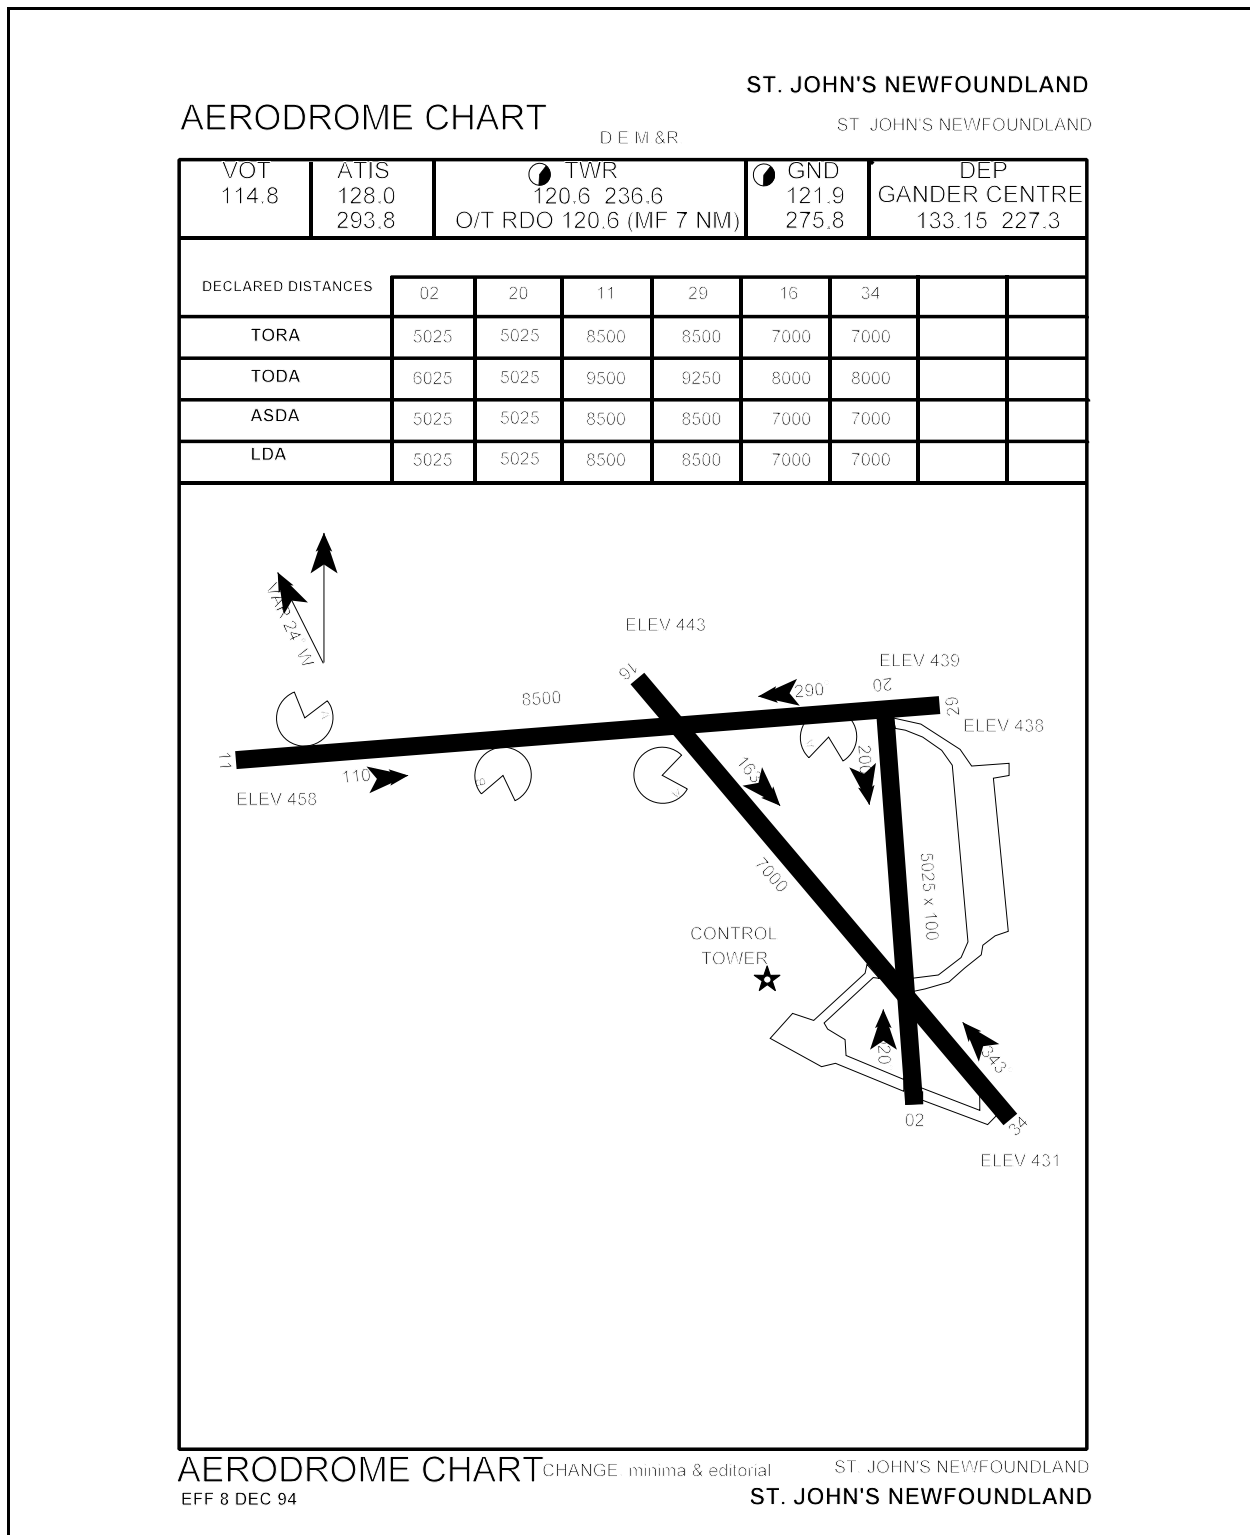 ST. JOHN'S NEWFOUNDLAND
AERODROME CHART
D E M &R
ST JOHN'S NEWFOUNDLAND
VOT
114.8
ATIS
128.0
293.8
TWR
120.6 236.6
O/T RDO 120.6 (MF 7 NM)
GND
121.9
275.8
DEP
GANDER CENTRE
133.15 227.3
DECLARED DISTANCES 02 20 11 29 16 34
TORA 5025 5025 8500 8500 7000 7000
TODA 6025 5025 9500 9250 8000 8000
ASDA 5025 5025 8500 8500 7000 7000
LDA 5025 5025 8500 8500 7000 7000
VAR 24° W
ELEV 443
16
ELEV 439
20
8500
290
29
ELEV 438
11
110
ELEV 458
163
200
7000
5025 x 100
CONTROL
TOWER
20
343
02
34
ELEV 431
AERODROME CHART
CHANGE minima & editorial
ST. JOHN'S NEWFOUNDLAND
EFF 8 DEC 94
ST. JOHN'S NEWFOUNDLAND